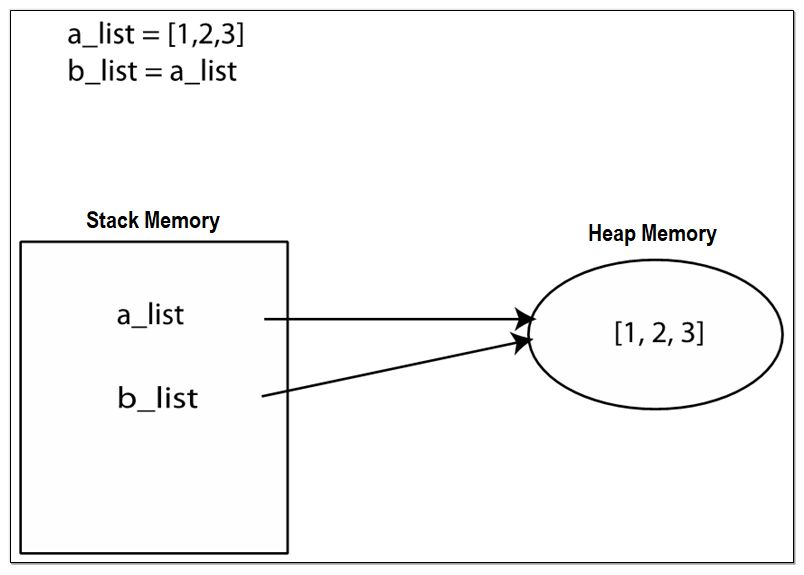 a_list = [1,2,3]
b_list = a_list
Stack Memory
Heap Memory
a_list
[1, 2, 3]
b_list